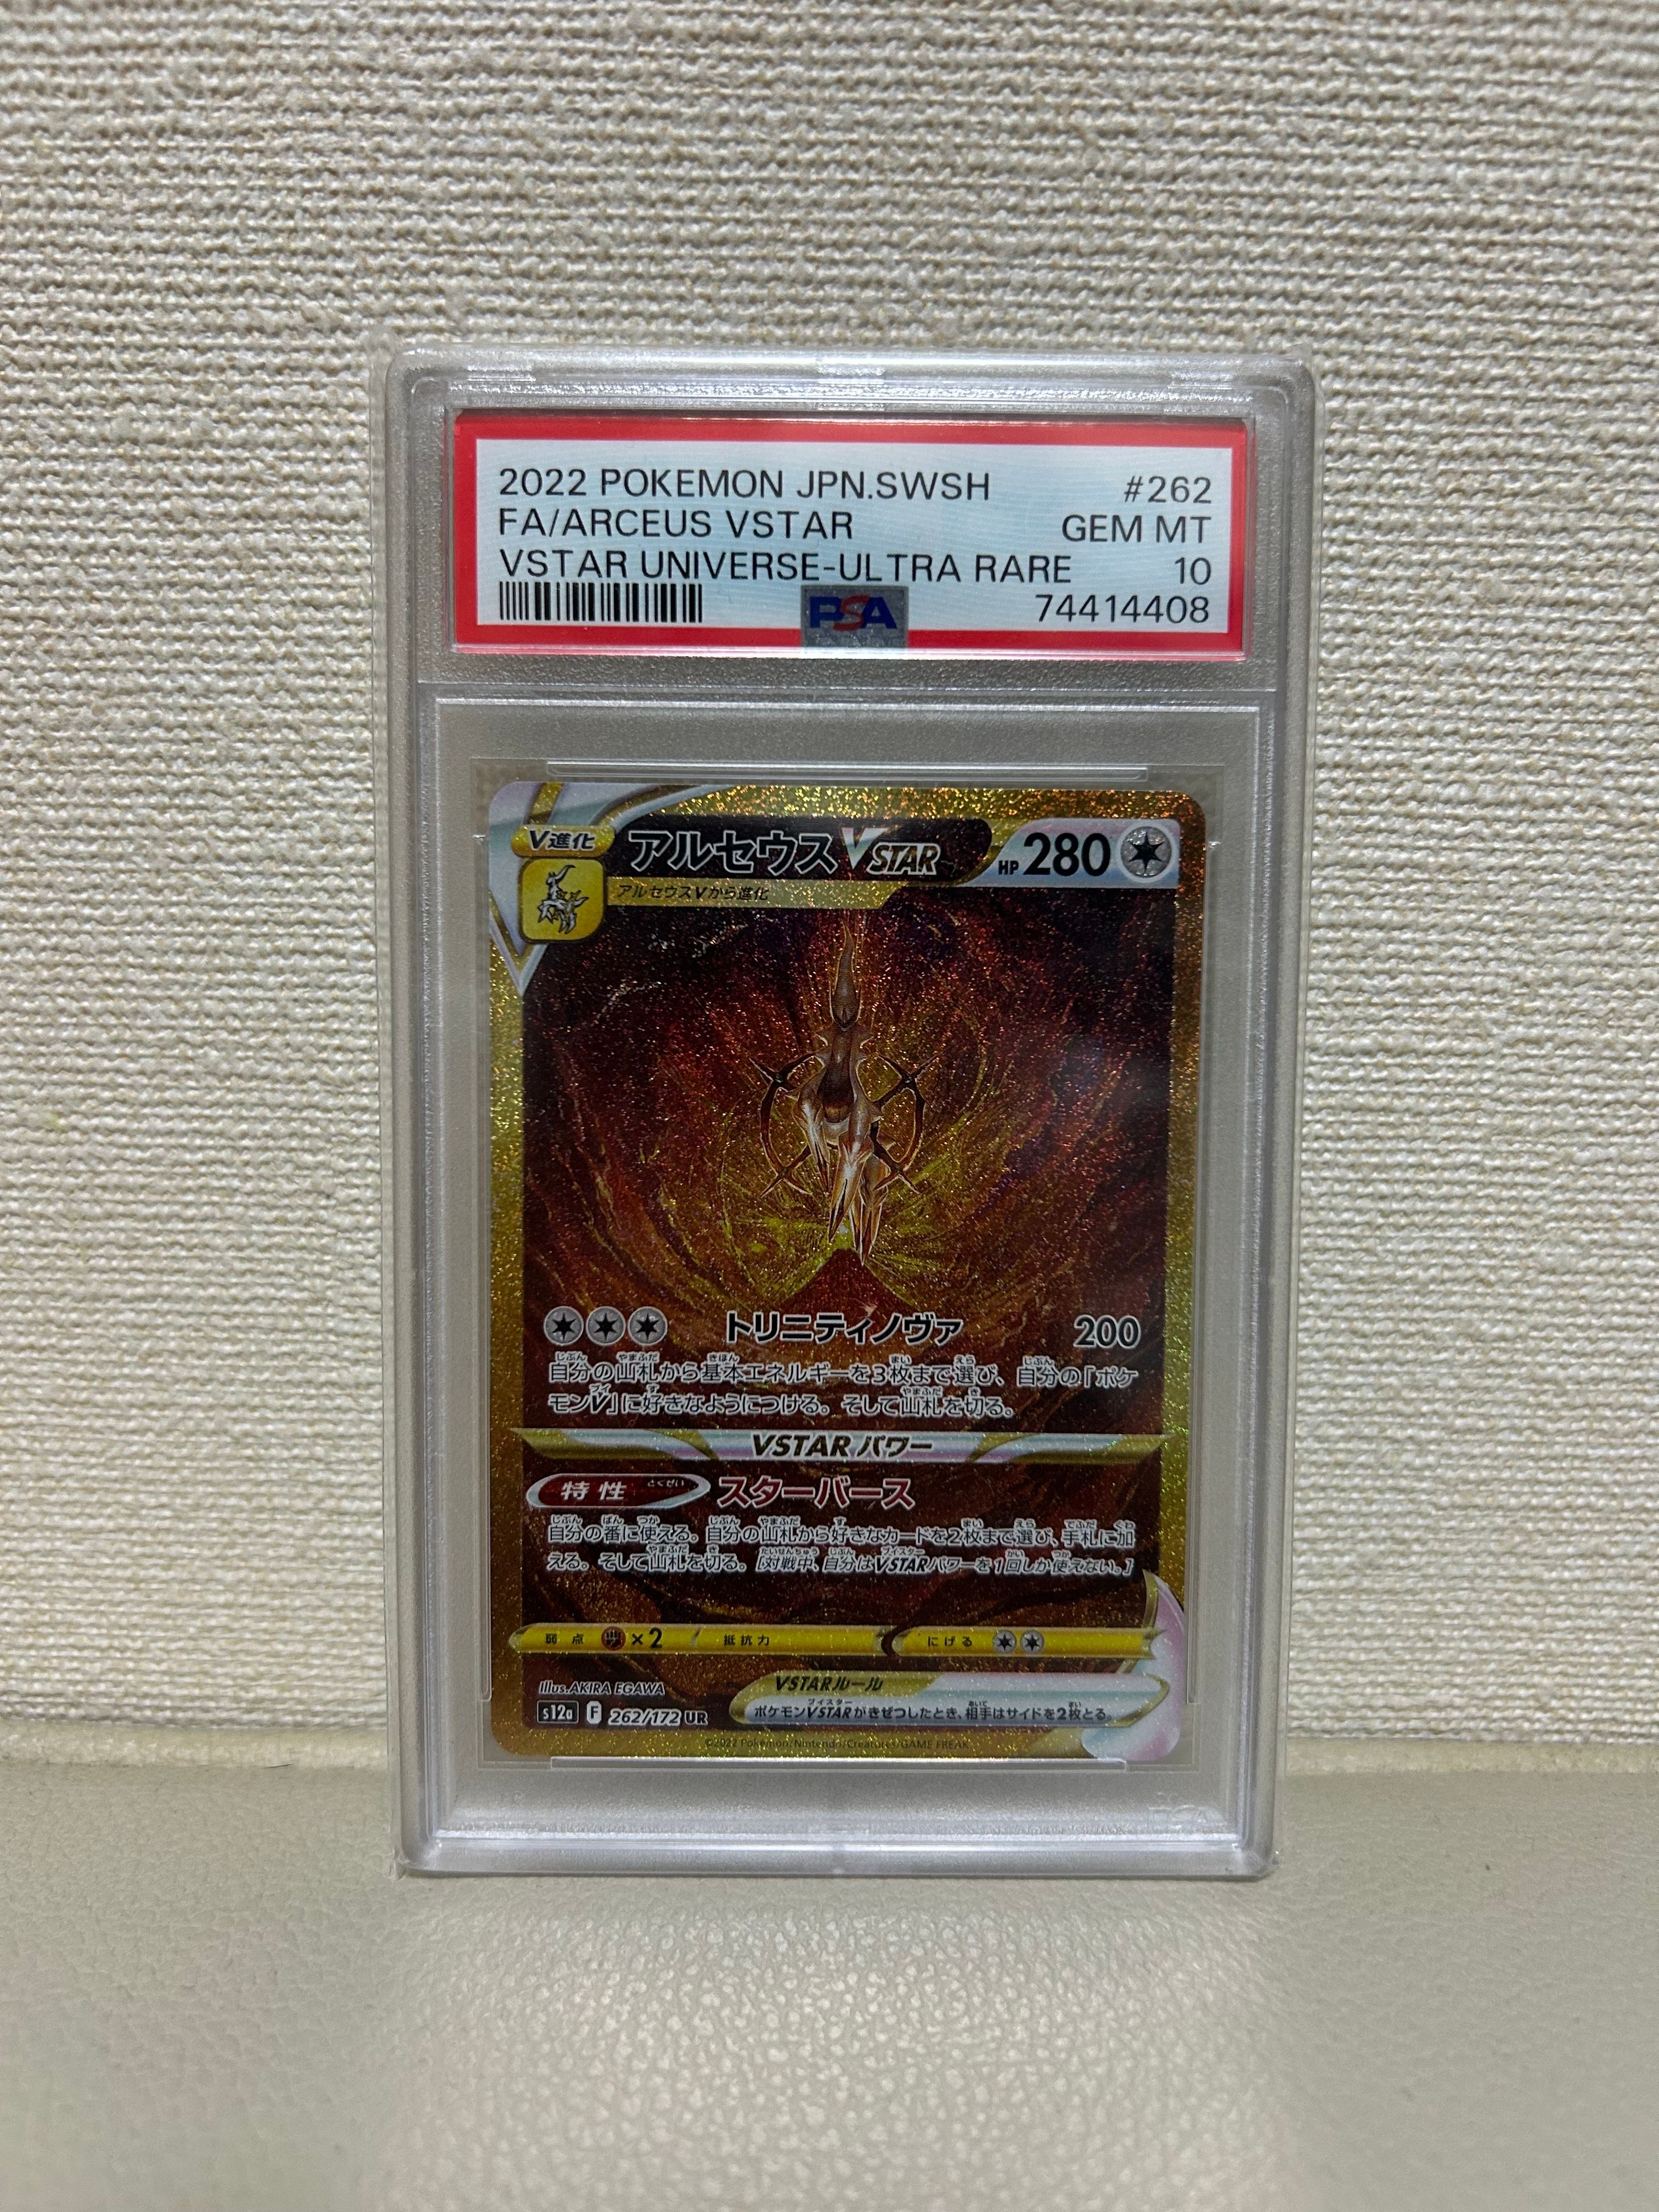 2022 POKEMON JPN.SWSH #262
FA/ARCEUS VSTAR GEM MT
VSTAR UNIVERSE-ULTRA RARE 10
PSA 74414408
V進化 アルセウス VSTAR HP 280
アルセウスVから進化
トリニティノヴァ 200
自分の山札から基本エネルギーを3枚まで選び、自分の「ポケ
モンV」に好きなようにつける。そして山札を切る。
VSTARパワー
特性 スターバース
自分の番に使える。自分の山札から好きなカードを2枚まで選び、手札に加
える。そして山札を切る。[対戦中、自分はVSTARパワーを1回しか使えない。]
弱点 ×2 抵抗力 にげる
Illus.AKIRA EGAWA VSTARルール
s12a F 262/172 UR ポケモンVSTARがきぜつしたとき、相手はサイドを2枚とる。
©2022 Pokémon/Nintendo/Creatures/GAME FREAK